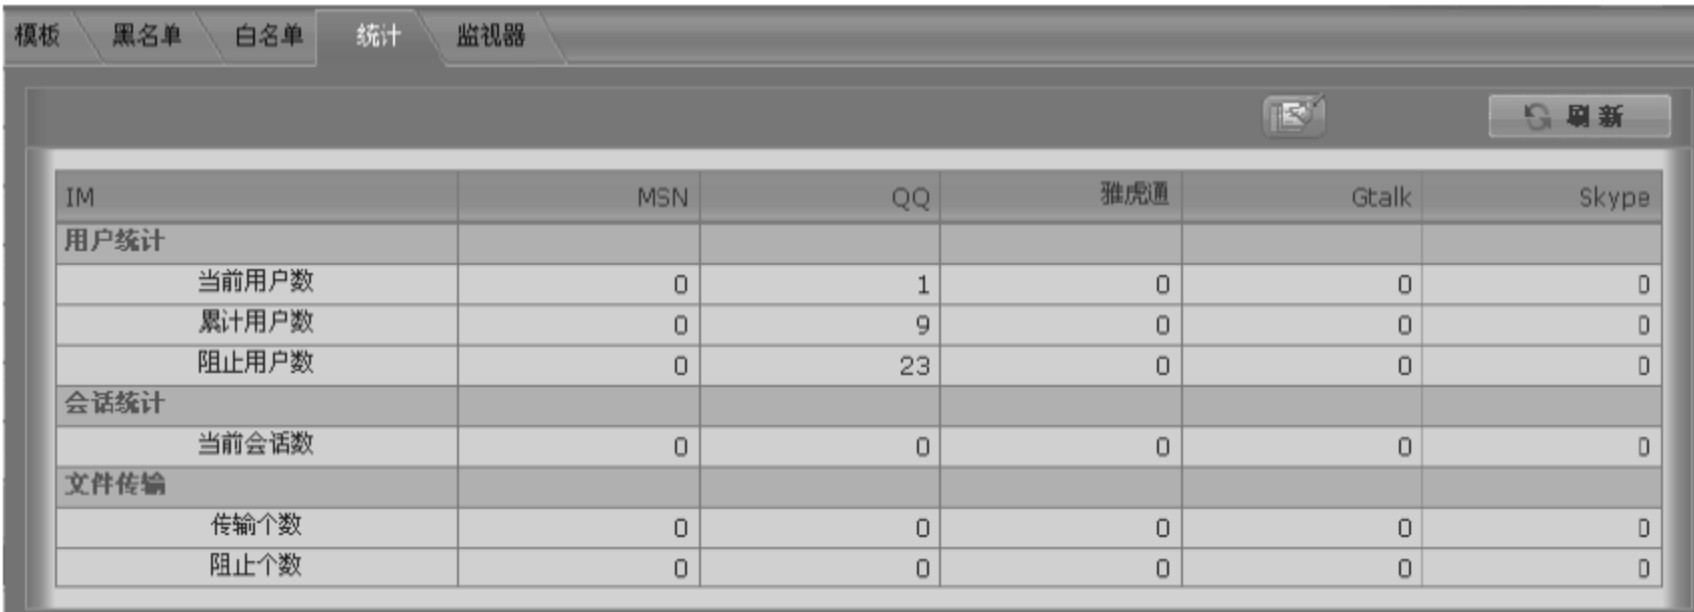 模板 黑名单 白名单 统计 监视器
刷新
IM MSN QQ 雅虎通 Gtalk Skype
用户统计
当前用户数 0 1 0 0 0
累计用户数 0 9 0 0 0
阻止用户数 0 23 0 0 0
会话统计
当前会话数 0 0 0 0 0
文件传输
传输个数 0 0 0 0 0
阻止个数 0 0 0 0 0